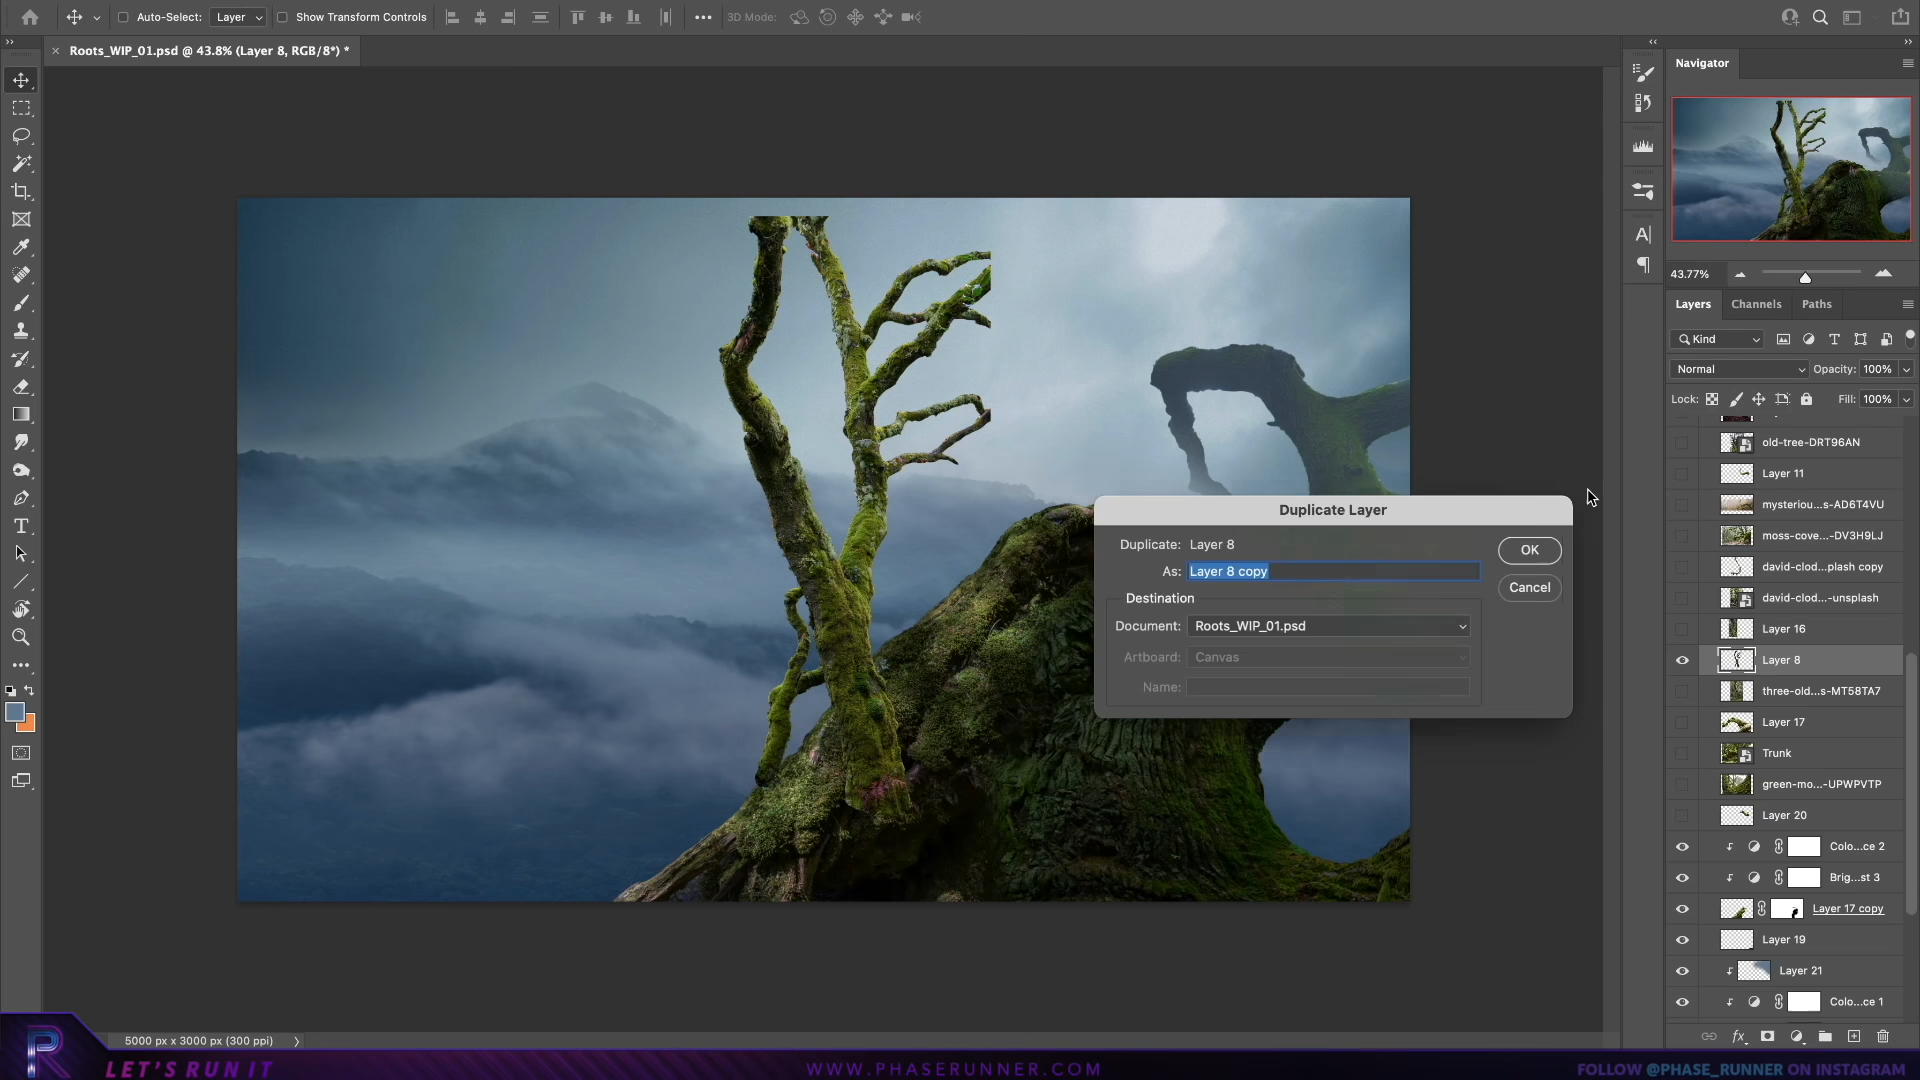 Auto-Select:
Layer
Show Transform Controls
3D Mode:
Roots_WIP_01.psd @ 43.8% (Layer 8, RGB/8*) *
Navigator
43.77%
Layers
Channels
Paths
Kind
Normal
Opacity: 100%
Lock:
Fill: 100%
old-tree-DRT96AN
Layer 11
mysteriou...s-AD6T4VU
moss-cove...-DV3H9LJ
david-clod...plash copy
david-clod...-unsplash
Layer 16
Layer 8
three-old...s-MT58TA7
Layer 17
Trunk
green-mo...-UPWPVTP
Layer 20
Colo...ce 2
Brig...st 3
Layer 17 copy
Layer 19
Layer 21
Colo...ce 1
Duplicate Layer
Duplicate: Layer 8
As: Layer 8 copy
OK
Cancel
Destination
Document: Roots_WIP_01.psd
Artboard: Canvas
Name:
5000 px x 3000 px (300 ppi)
LET'S RUN IT
WWW.PHASERUNNER.COM
FOLLOW @PHASE_RUNNER ON INSTAGRAM